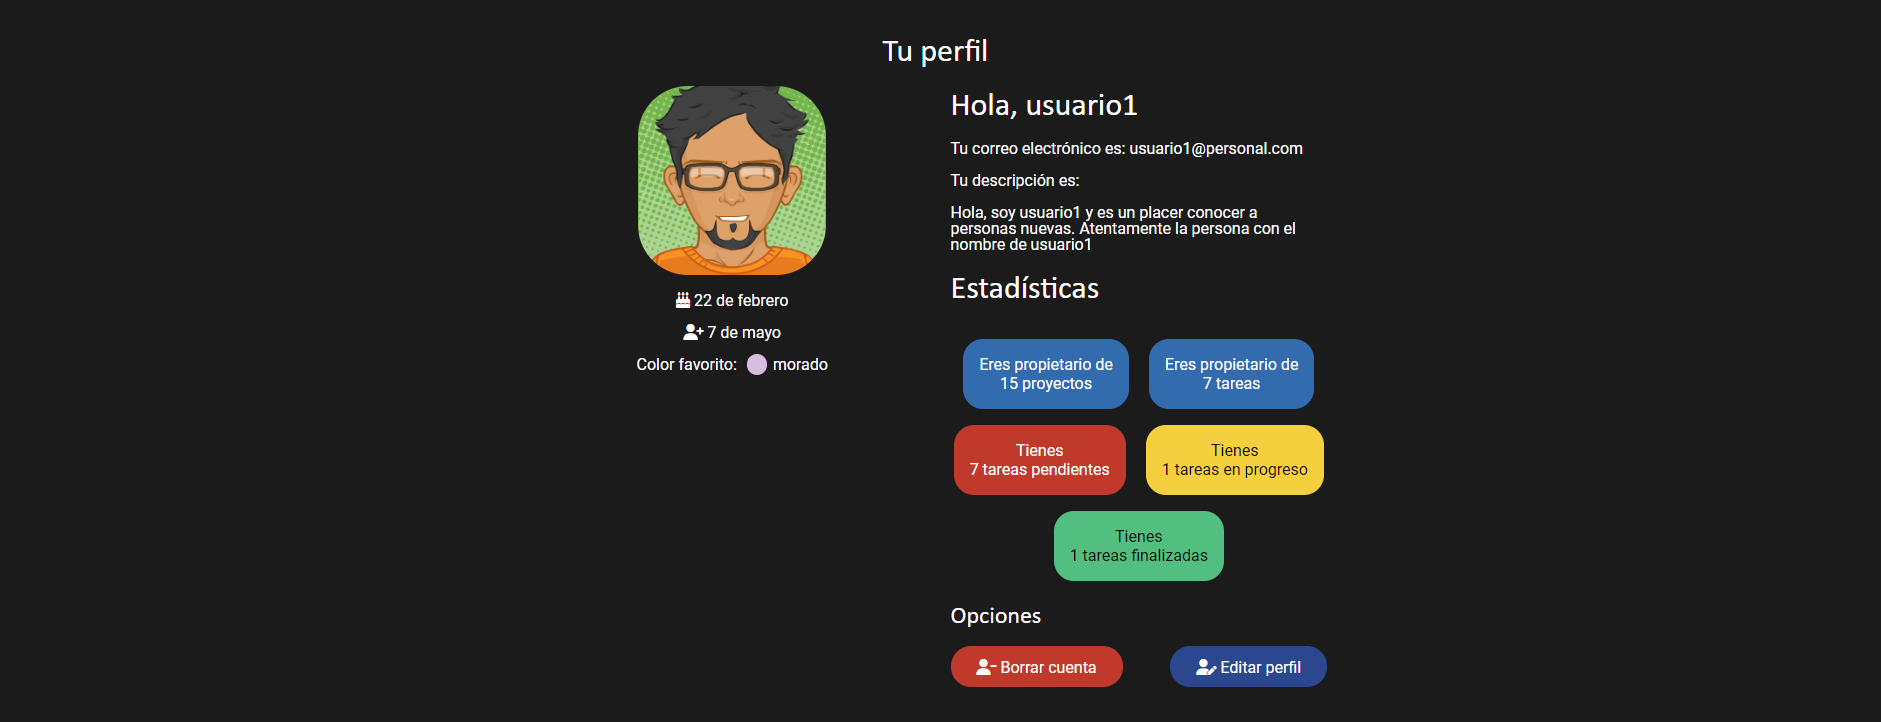 Tu perfil
22 de febrero
7 de mayo
Color favorito: morado
Hola, usuario1
Tu correo electrónico es: usuario1@personal.com
Tu descripción es:
Hola, soy usuario1 y es un placer conocer a
personas nuevas. Atentamente la persona con el
nombre de usuario1
Estadísticas
Eres propietario de
15 proyectos
Eres propietario de
7 tareas
Tienes
7 tareas pendientes
Tienes
1 tareas en progreso
Tienes
1 tareas finalizadas
Opciones
Borrar cuenta
Editar perfil